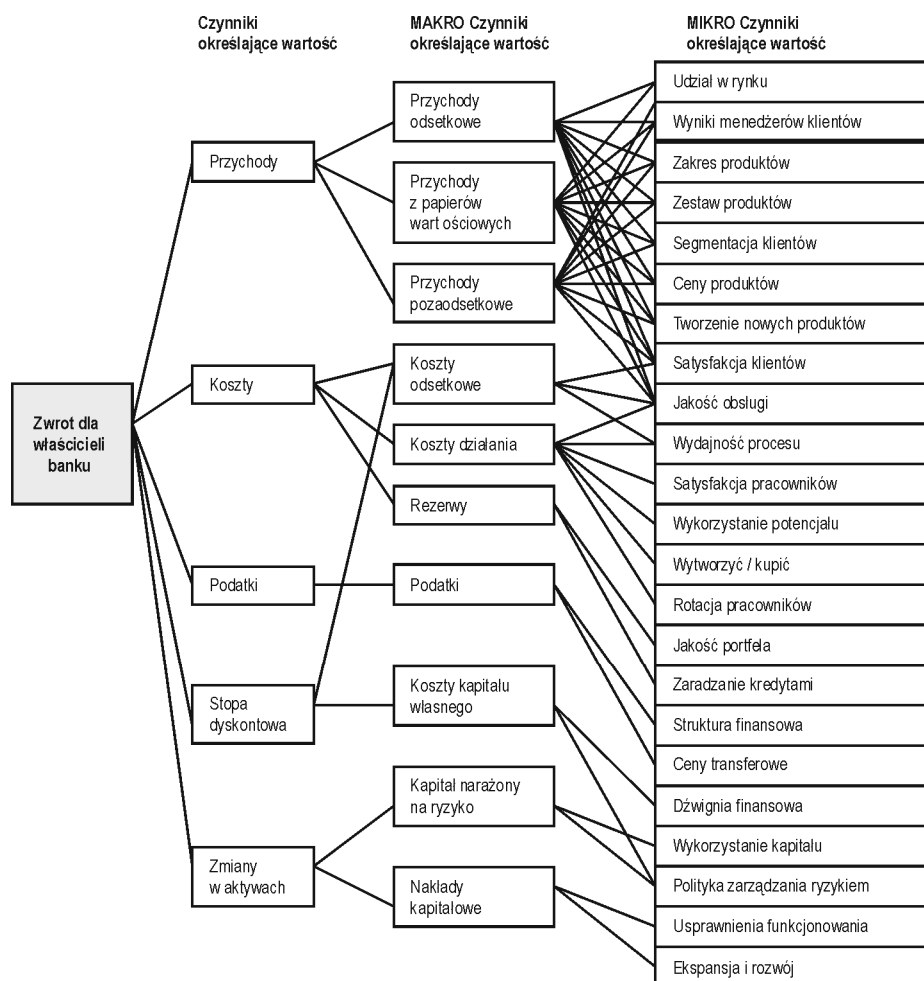 Czynniki
określające wartość
MAKRO Czynniki
określające wartość
MIKRO Czynniki
określające wartość
Zwrot dla
właścicieli
banku
Przychody
Koszty
Podatki
Stopa
dyskontowa
Zmiany
w aktywach
Przychody
odsetkowe
Przychody
z papierów
wart ościowych
Przychody
pozaodsetkowe
Koszty
odsetkowe
Koszty działania
Rezerwy
Podatki
Koszty kapitału
własnego
Kapitał narażony
na ryzyko
Nakłady
kapitałowe
Udział w rynku
Wyniki menedżerów klientów
Zakres produktów
Zestaw produktów
Segmentacja klientów
Ceny produktów
Tworzenie nowych produktów
Satysfakcja klientów
Jakość obsługi
Wydajność procesu
Satysfakcja pracowników
Wykorzystanie potencjału
Wytworzyć / kupić
Rotacja pracowników
Jakość portfela
Zaradzanie kredytami
Struktura finansowa
Ceny transferowe
Dźwignia finansowa
Wykorzystanie kapitału
Polityka zarządzania ryzykiem
Usprawnienia funkcjonowania
Ekspansja i rozwój